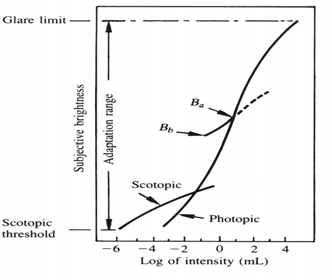 Glare limit
Subjective brightness
Adaptation range
Ba
Bb
Scotopic
Photopic
Scotopic
threshold
−6 −4 −2 0 2 4
Log of intensity (mL)